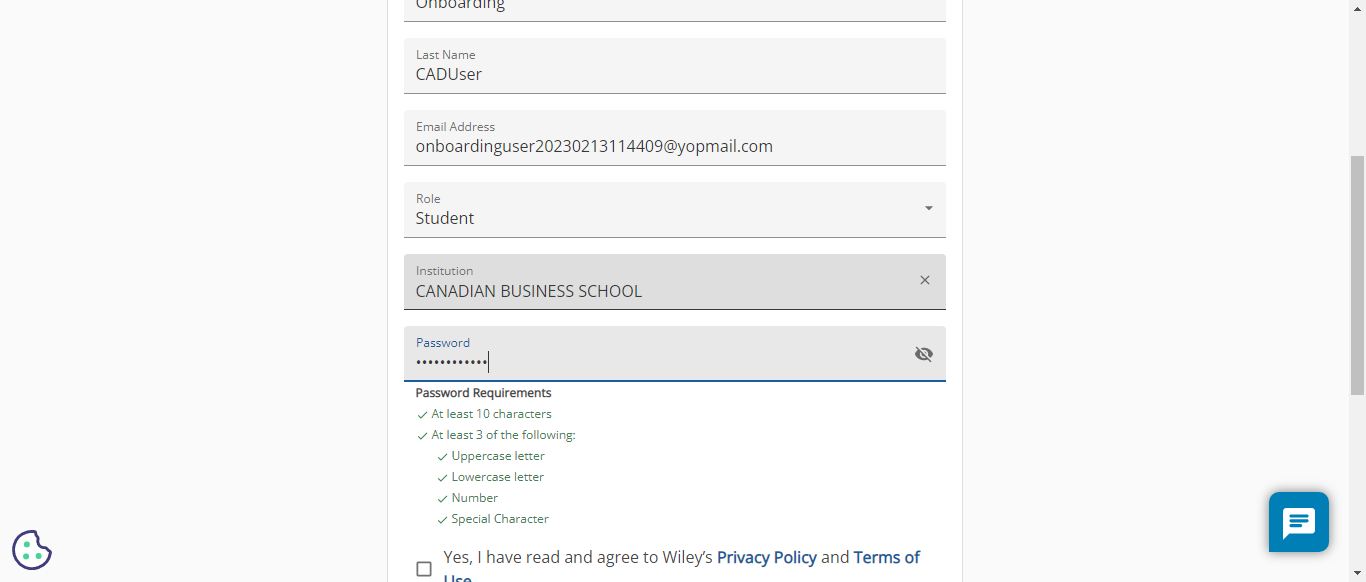 Onboarding
Last Name
CADUser
Email Address
onboardinguser20230213114409@yopmail.com
Role
Student
Institution
CANADIAN BUSINESS SCHOOL
Password
••••••••••••
Password Requirements
At least 10 characters
At least 3 of the following:
Uppercase letter
Lowercase letter
Number
Special Character
Yes, I have read and agree to Wiley’s Privacy Policy and Terms of
Use